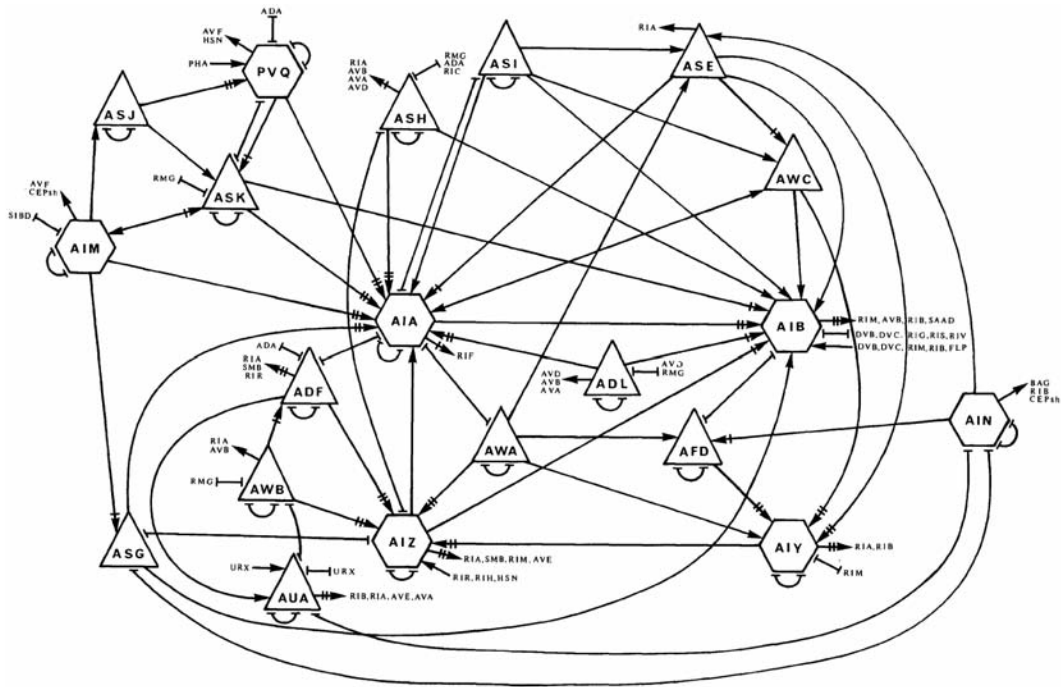 ADA
AVF
HSN
PHA
PVQ
RIA
ASI
ASE
RMG
ADA
RIC
RIA
AVB
AVA
AVD
ASH
ASJ
AWC
ASK
RMG
AVF
CEPsh
SIBD
AIM
AIA
AIB
RIM, AVB, RIB, SAAD
DVB, DVC, RIG, RIS, RIV
DVB, DVC, RIM, RIB, FLP
RIF
ADA
RIA
SMB
RIR
ADF
AVD
AVB
AVA
ADL
AVD
RMG
BAG
RIB
CEPsh
AIN
RIA
AVB
RMG
AWB
AWA
AFD
ASG
AIZ
RIA, SMB, RIM, AVE
RIR, RIH, HSN
AIY
RIA, RIB
RIM
URX
URX
AUA
RIB, RIA, AVE, AVA